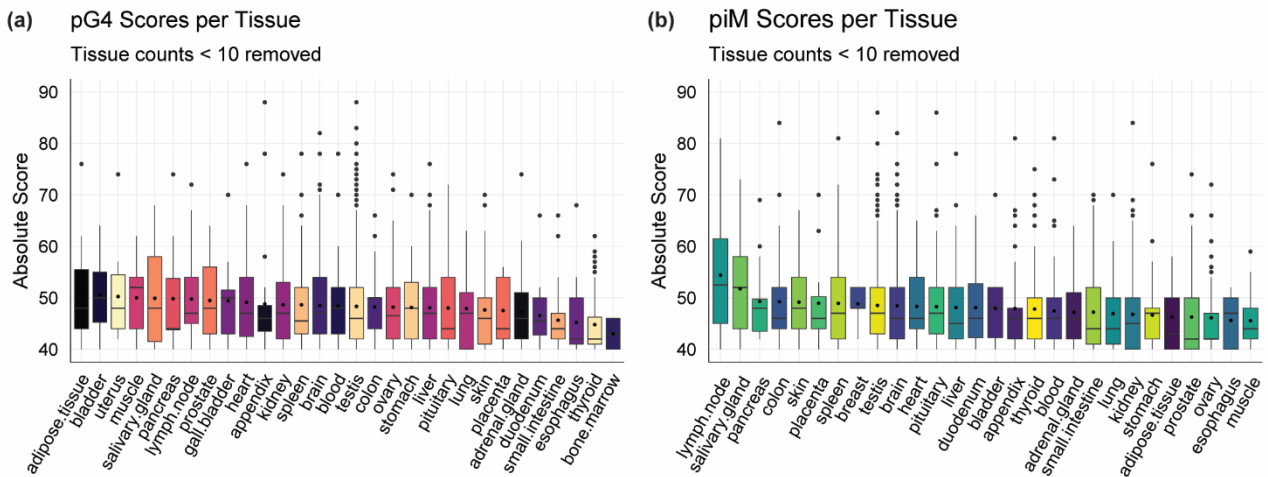 (a)
pG4 Scores per Tissue
Tissue counts < 10 removed
Absolute Score
90
80
70
60
50
40
adipose.tissue
bladder
uterus
muscle
salivary.gland
pancreas
lymph.node
prostate
gall.bladder
heart
appendix
kidney
spleen
brain
blood
testis
colon
ovary
stomach
liver
pituitary
lung
skin
placenta
adrenal.gland
duodenum
small.intestine
esophagus
thyroid
bone.marrow
(b)
piM Scores per Tissue
Tissue counts < 10 removed
Absolute Score
90
80
70
60
50
40
lymph.node
salivary.gland
pancreas
colon
skin
placenta
spleen
breast
testis
brain
heart
pituitary
liver
duodenum
bladder
appendix
thyroid
blood
adrenal.gland
small.intestine
lung
kidney
stomach
adipose.tissue
prostate
ovary
esophagus
muscle